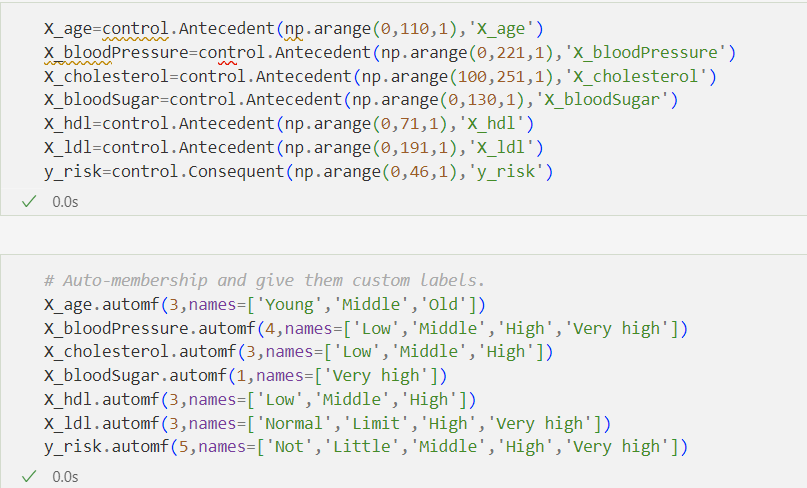 X_age=control.Antecedent(np.arange(0,110,1),'X_age')
X_bloodPressure=control.Antecedent(np.arange(0,221,1),'X_bloodPressure')
X_cholesterol=control.Antecedent(np.arange(100,251,1),'X_cholesterol')
X_bloodSugar=control.Antecedent(np.arange(0,130,1),'X_bloodSugar')
X_hdl=control.Antecedent(np.arange(0,71,1),'X_hdl')
X_ldl=control.Antecedent(np.arange(0,191,1),'X_ldl')
y_risk=control.Consequent(np.arange(0,46,1),'y_risk')
✓ 0.0s
# Auto-membership and give them custom labels.
X_age.automf(3,names=['Young','Middle','Old'])
X_bloodPressure.automf(4,names=['Low','Middle','High','Very high'])
X_cholesterol.automf(3,names=['Low','Middle','High'])
X_bloodSugar.automf(1,names=['Very high'])
X_hdl.automf(3,names=['Low','Middle','High'])
X_ldl.automf(3,names=['Normal','Limit','High','Very high'])
y_risk.automf(5,names=['Not','Little','Middle','High','Very high'])
✓ 0.0s